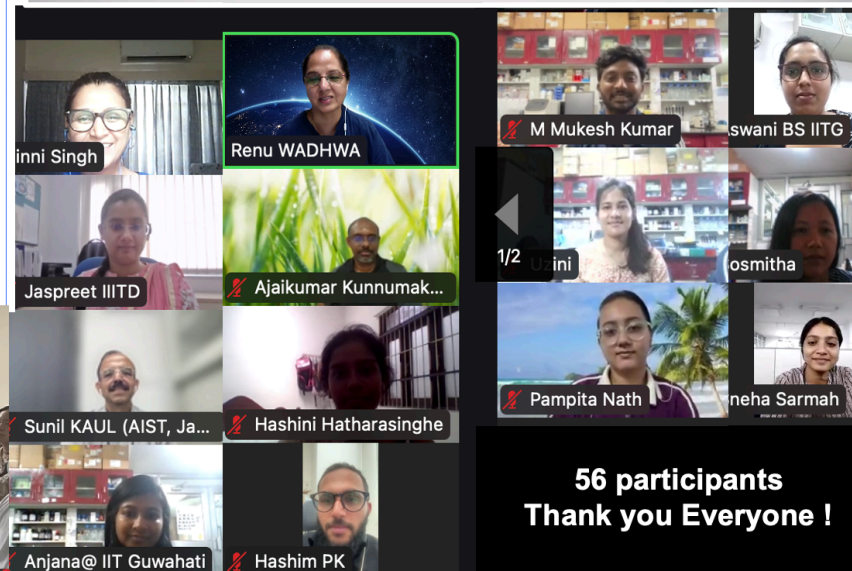 inni Singh
Renu WADHWA
M Mukesh Kumar
swani BS IITG
Jaspreet IIITD
Ajaikumar Kunnumak...
1/2
Uzini
osmitha
Sunil KAUL (AIST, Ja...
Hashini Hatharasinghe
Pampita Nath
neha Sarmah
Anjana@ IIT Guwahati
Hashim PK
56 participants
Thank you Everyone !